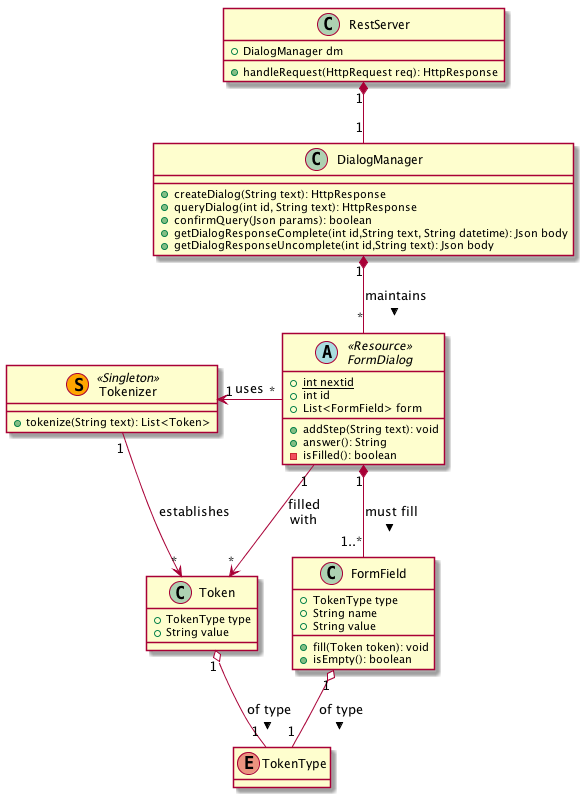 C RestServer
DialogManager dm
handleRequest(HttpRequest req): HttpResponse
1
1
C DialogManager
createDialog(String text): HttpResponse
queryDialog(int id, String text): HttpResponse
confirmQuery(Json params): boolean
getDialogResponseComplete(int id,String text, String datetime): Json body
getDialogResponseUncomplete(int id,String text): Json body
1
maintains
*
A «Resource»
FormDialog
int nextid
int id
List<FormField> form
addStep(String text): void
answer(): String
isFilled(): boolean
S «Singleton»
Tokenizer
tokenize(String text): List<Token>
1 uses *
1
establishes
*
1
filled
with
*
1
must fill
1..*
C Token
TokenType type
String value
C FormField
TokenType type
String name
String value
fill(Token token): void
isEmpty(): boolean
1
of type
1
1
of type
1
E TokenType